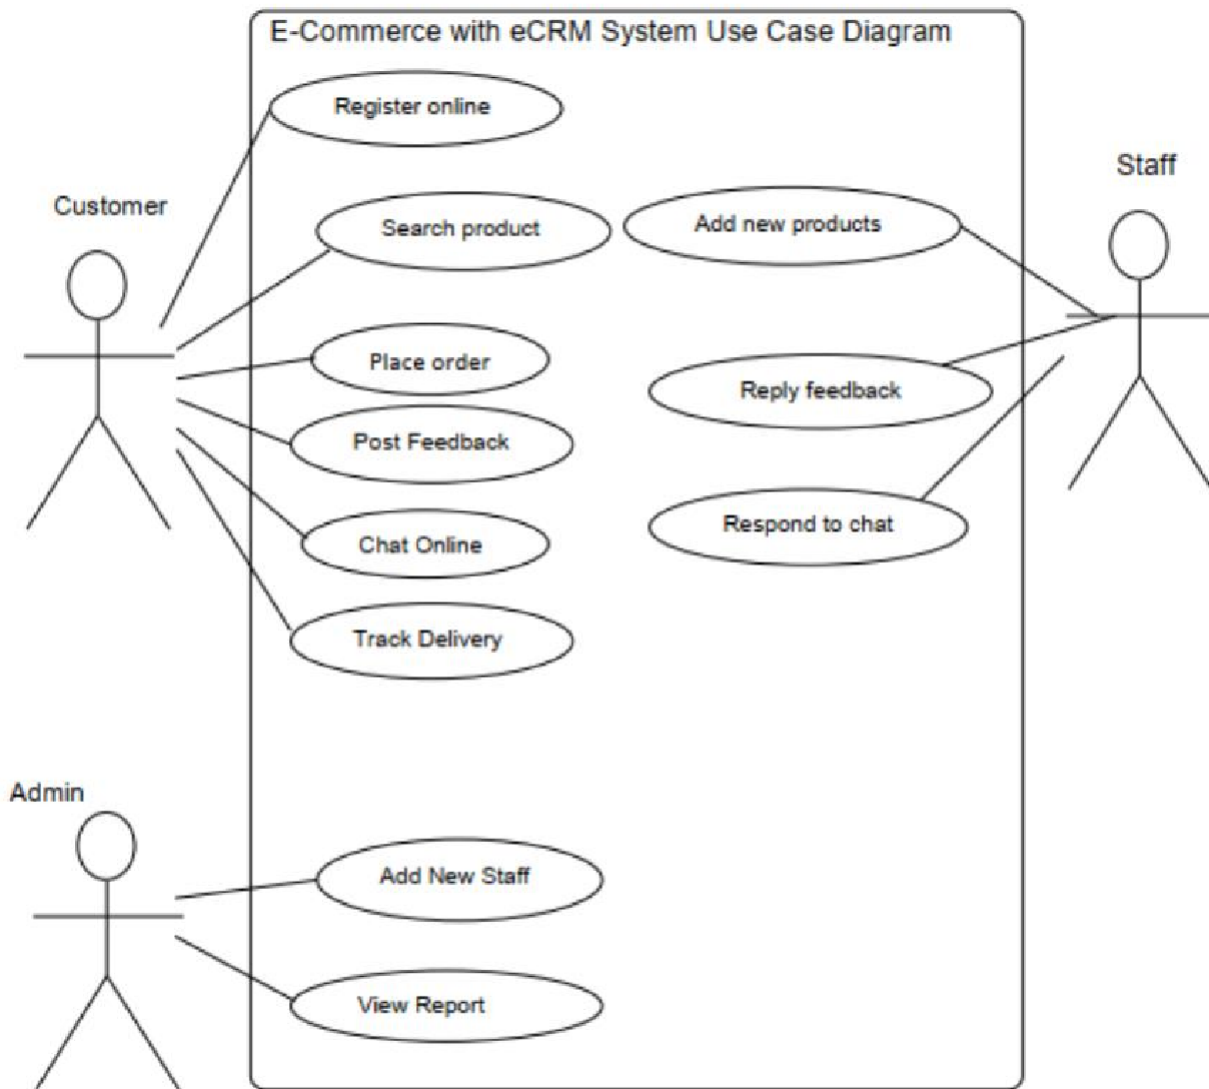 E-Commerce with eCRM System Use Case Diagram
Register online
Staff
Customer
Search product
Add new products
Place order
Reply feedback
Post Feedback
Respond to chat
Chat Online
Track Delivery
Admin
Add New Staff
View Report